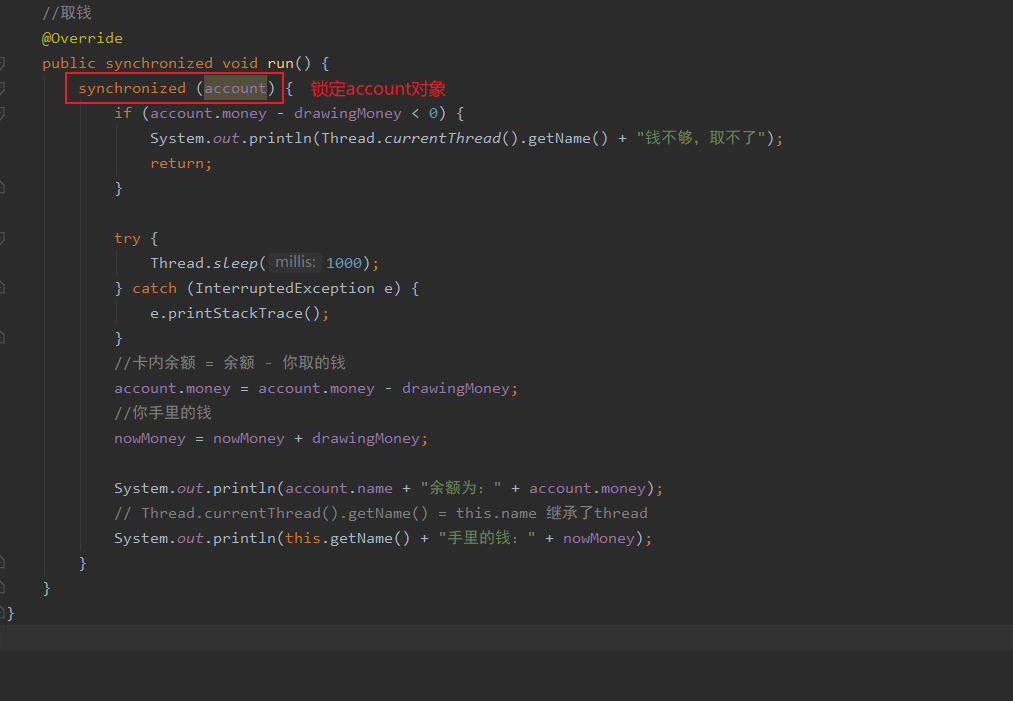 //取钱
@Override
public synchronized void run() {
synchronized (account) { 锁定account对象
if (account.money - drawingMoney < 0) {
System.out.println(Thread.currentThread().getName() + "钱不够，取不了");
return;
}
try {
Thread.sleep( millis: 1000);
} catch (InterruptedException e) {
e.printStackTrace();
}
//卡内余额 = 余额 - 你取的钱
account.money = account.money - drawingMoney;
//你手里的钱
nowMoney = nowMoney + drawingMoney;
System.out.println(account.name + "余额为：" + account.money);
// Thread.currentThread().getName() = this.name 继承了thread
System.out.println(this.getName() + "手里的钱：" + nowMoney);
}
}
}